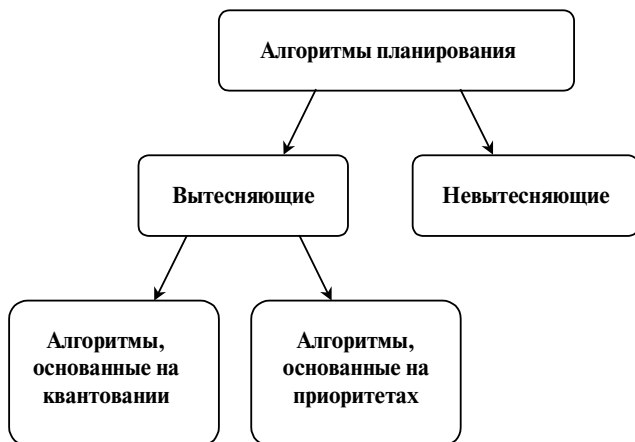 Алгоритмы планирования
Вытесняющие
Невытесняющие
Алгоритмы,
основанные на
квантовании
Алгоритмы,
основанные на
приоритетах